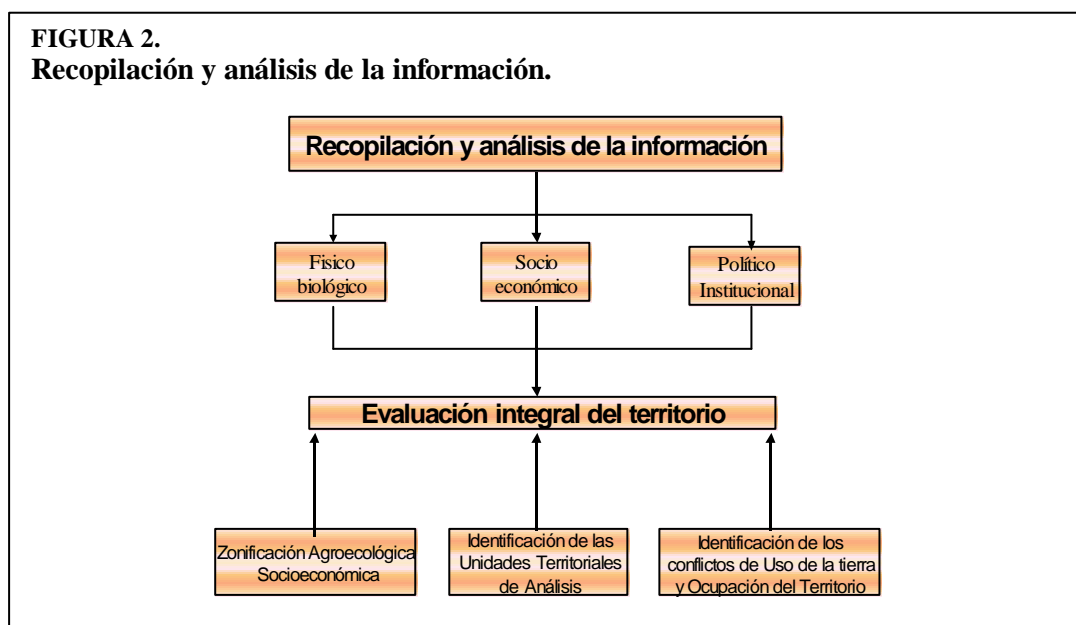 FIGURA 2.
Recopilación y análisis de la información.
Recopilación y análisis de la información
Fisico
biológico
Socio
económico
Político
Institucional
Evaluación integral del territorio
Zonificación Agroecológica
Socioeconómica
Identificación de las
Unidades Territoriales
de Análisis
Identificación de los
conflictos de Uso de la tierra
y Ocupación del Territorio